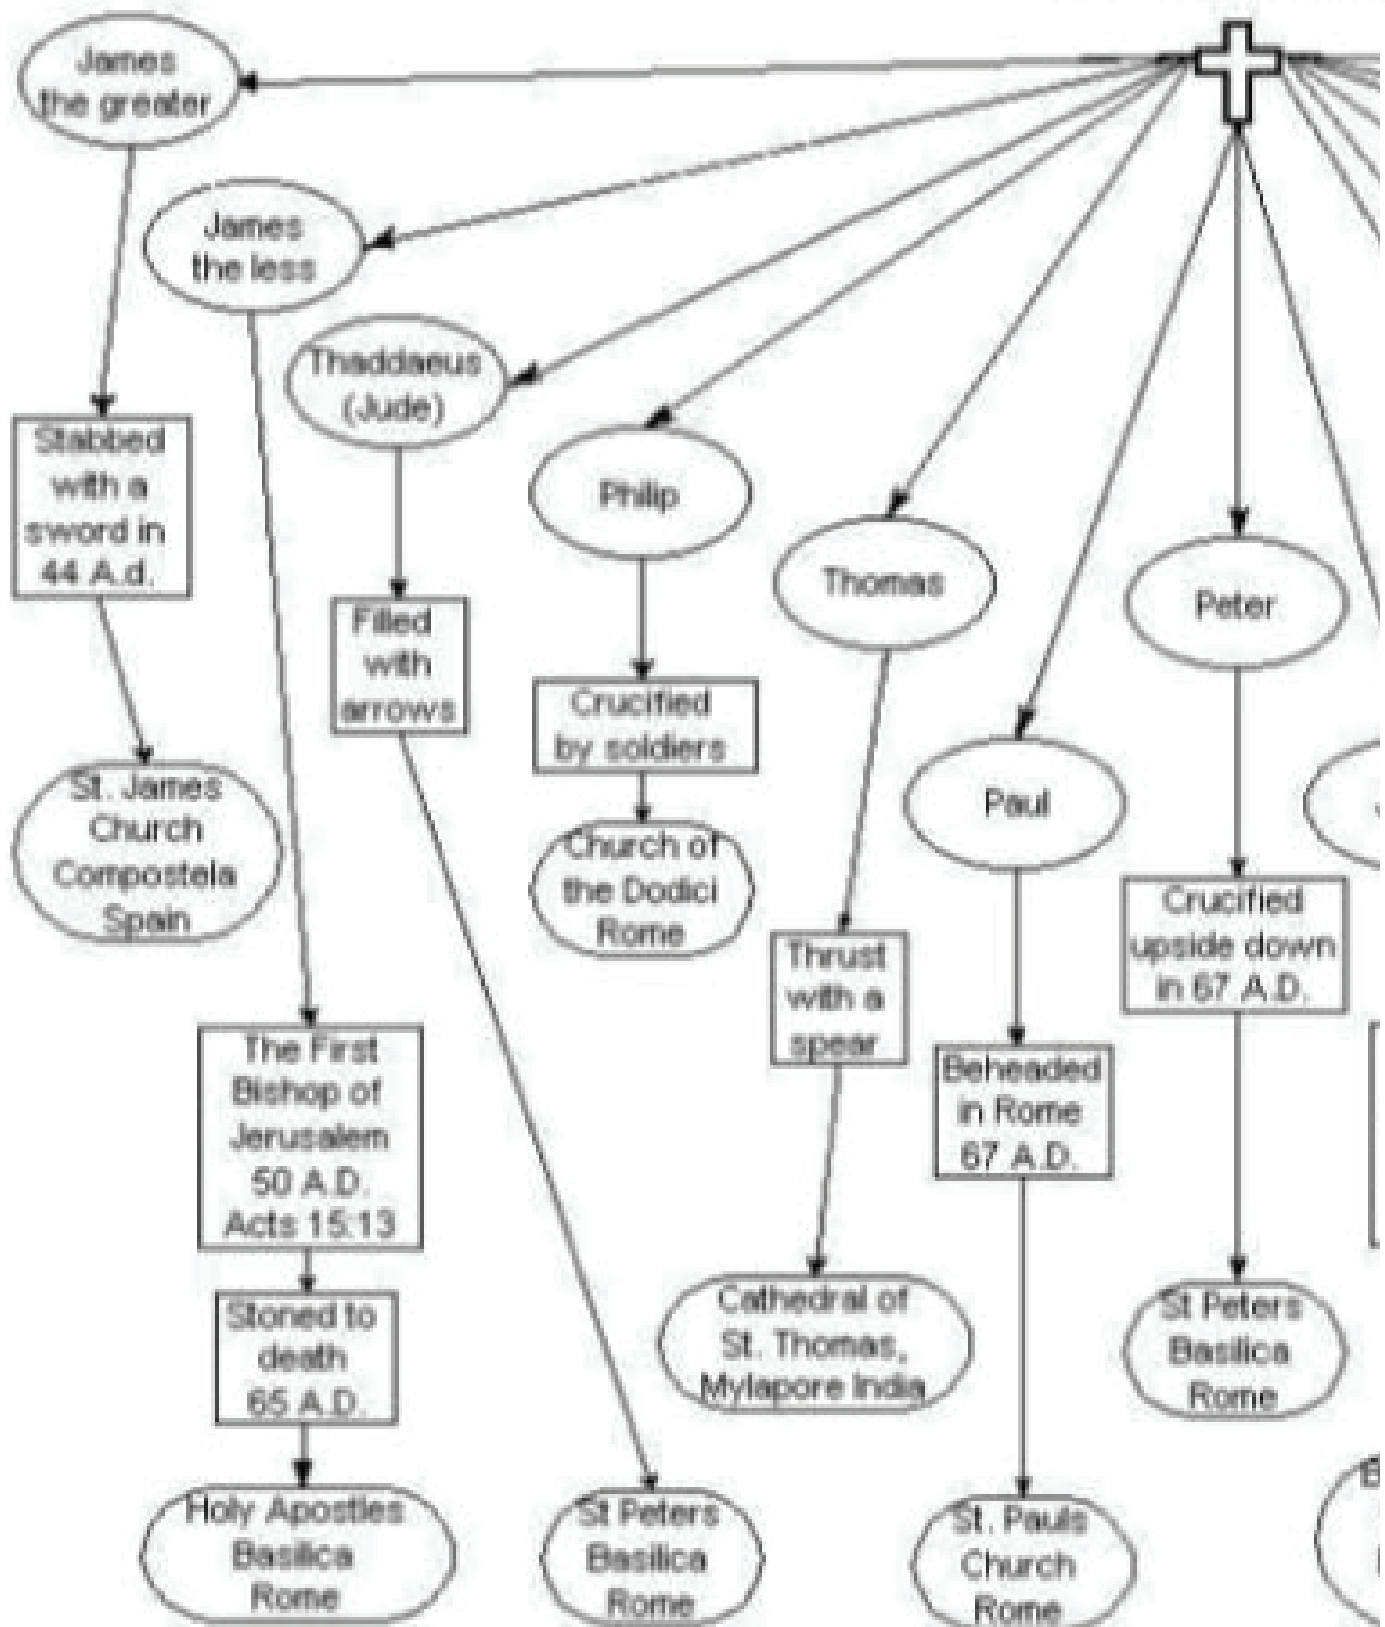 James
the greater
James
the less
Thaddaeus
(Jude)
Philip
Thomas
Peter
Paul
Stabbed
with a
sword in
44 A.d.
Filled
with
arrows
Crucified
by soldiers
St. James
Church
Compostela
Spain
Church of
the Dodici
Rome
Thrust
with a
spear
Crucified
upside down
in 67 A.D.
The First
Bishop of
Jerusalem
50 A.D.
Acts 15:13
Beheaded
in Rome
67 A.D.
Stoned to
death
65 A.D.
Cathedral of
St. Thomas,
Mylapore India
St Peters
Basilica
Rome
Holy Apostles
Basilica
Rome
St Peters
Basilica
Rome
St. Pauls
Church
Rome